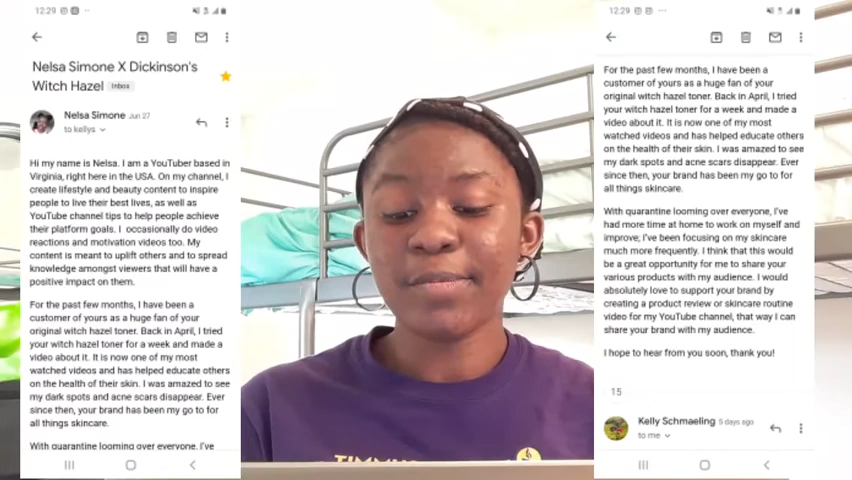 12:29
Nelsa Simone X Dickinson's
Witch Hazel Inbox
Nelsa Simone Jun 27
to kellys
Hi my name is Nelsa. I am a YouTuber based in
Virginia, right here in the USA. On my channel, I
create lifestyle and beauty content to inspire
people to live their best lives, as well as
YouTube channel tips to help people achieve
their platform goals. I occasionally do video
reactions and motivation videos too. My
content is meant to uplift others and to spread
knowledge amongst viewers that will have a
positive impact on them.
For the past few months, I have been a
customer of yours as a huge fan of your
original witch hazel toner. Back in April, I tried
your witch hazel toner for a week and made a
video about it. It is now one of my most
watched videos and has helped educate others
on the health of their skin. I was amazed to see
my dark spots and acne scars disappear. Ever
since then, your brand has been my go to for
all things skincare.
With quarantine looming over everyone, I've
TIMMY
12:29
For the past few months, I have been a
customer of yours as a huge fan of your
original witch hazel toner. Back in April, I tried
your witch hazel toner for a week and made a
video about it. It is now one of my most
watched videos and has helped educate others
on the health of their skin. I was amazed to see
my dark spots and acne scars disappear. Ever
since then, your brand has been my go to for
all things skincare.
With quarantine looming over everyone, I've
had more time at home to work on myself and
improve; I've been focusing on my skincare
much more frequently. I think that this would
be a great opportunity for me to share your
various products with my audience. I would
absolutely love to support your brand by
creating a product review or skincare routine
video for my YouTube channel, that way I can
share your brand with my audience.
I hope to hear from you soon, thank you!
15
Kelly Schmaeling 5 days ago
to me